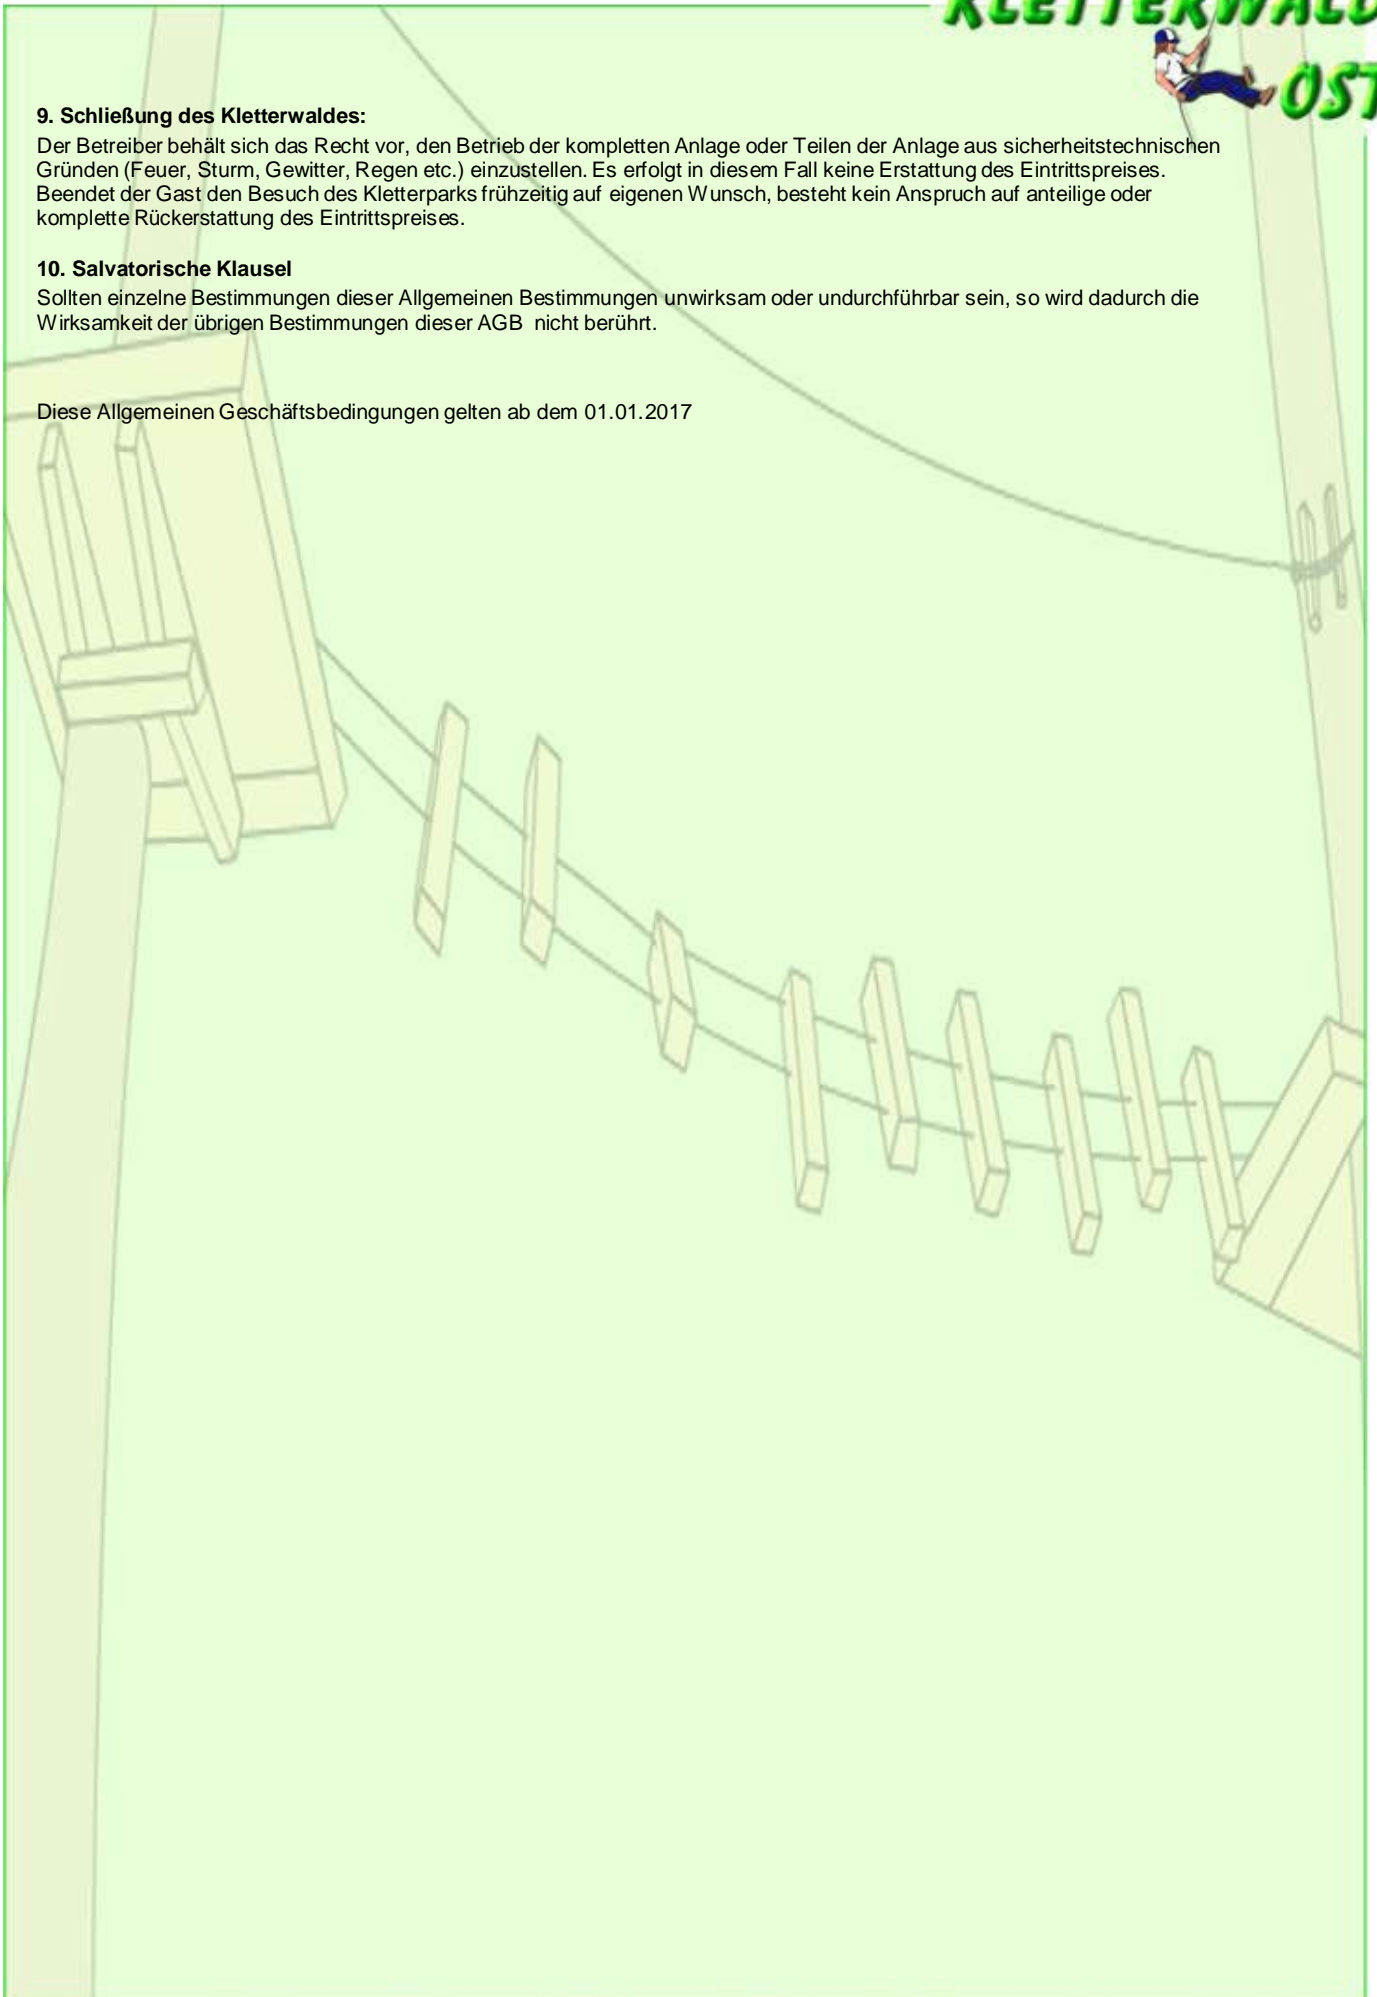 KLETTERWALD
OST
9. Schließung des Kletterwaldes:
Der Betreiber behält sich das Recht vor, den Betrieb der kompletten Anlage oder Teilen der Anlage aus sicherheitstechnischen
Gründen (Feuer, Sturm, Gewitter, Regen etc.) einzustellen. Es erfolgt in diesem Fall keine Erstattung des Eintrittspreises.
Beendet der Gast den Besuch des Kletterparks frühzeitig auf eigenen Wunsch, besteht kein Anspruch auf anteilige oder
komplette Rückerstattung des Eintrittspreises.
10. Salvatorische Klausel
Sollten einzelne Bestimmungen dieser Allgemeinen Bestimmungen unwirksam oder undurchführbar sein, so wird dadurch die
Wirksamkeit der übrigen Bestimmungen dieser AGB nicht berührt.
Diese Allgemeinen Geschäftsbedingungen gelten ab dem 01.01.2017